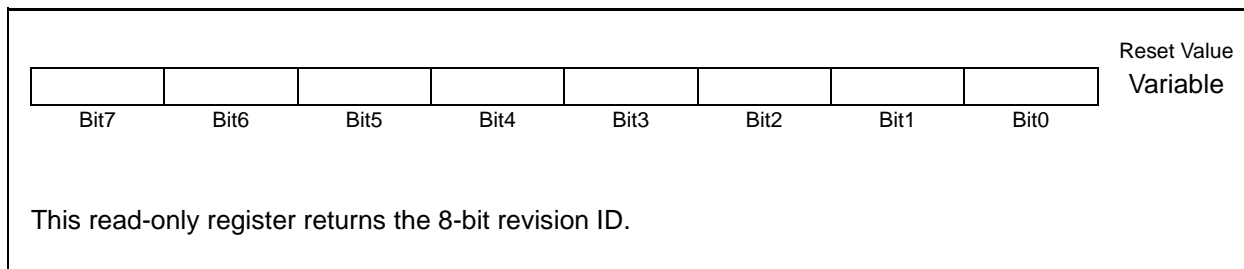 Reset Value
Variable
Bit7 Bit6 Bit5 Bit4 Bit3 Bit2 Bit1 Bit0
This read-only register returns the 8-bit revision ID.